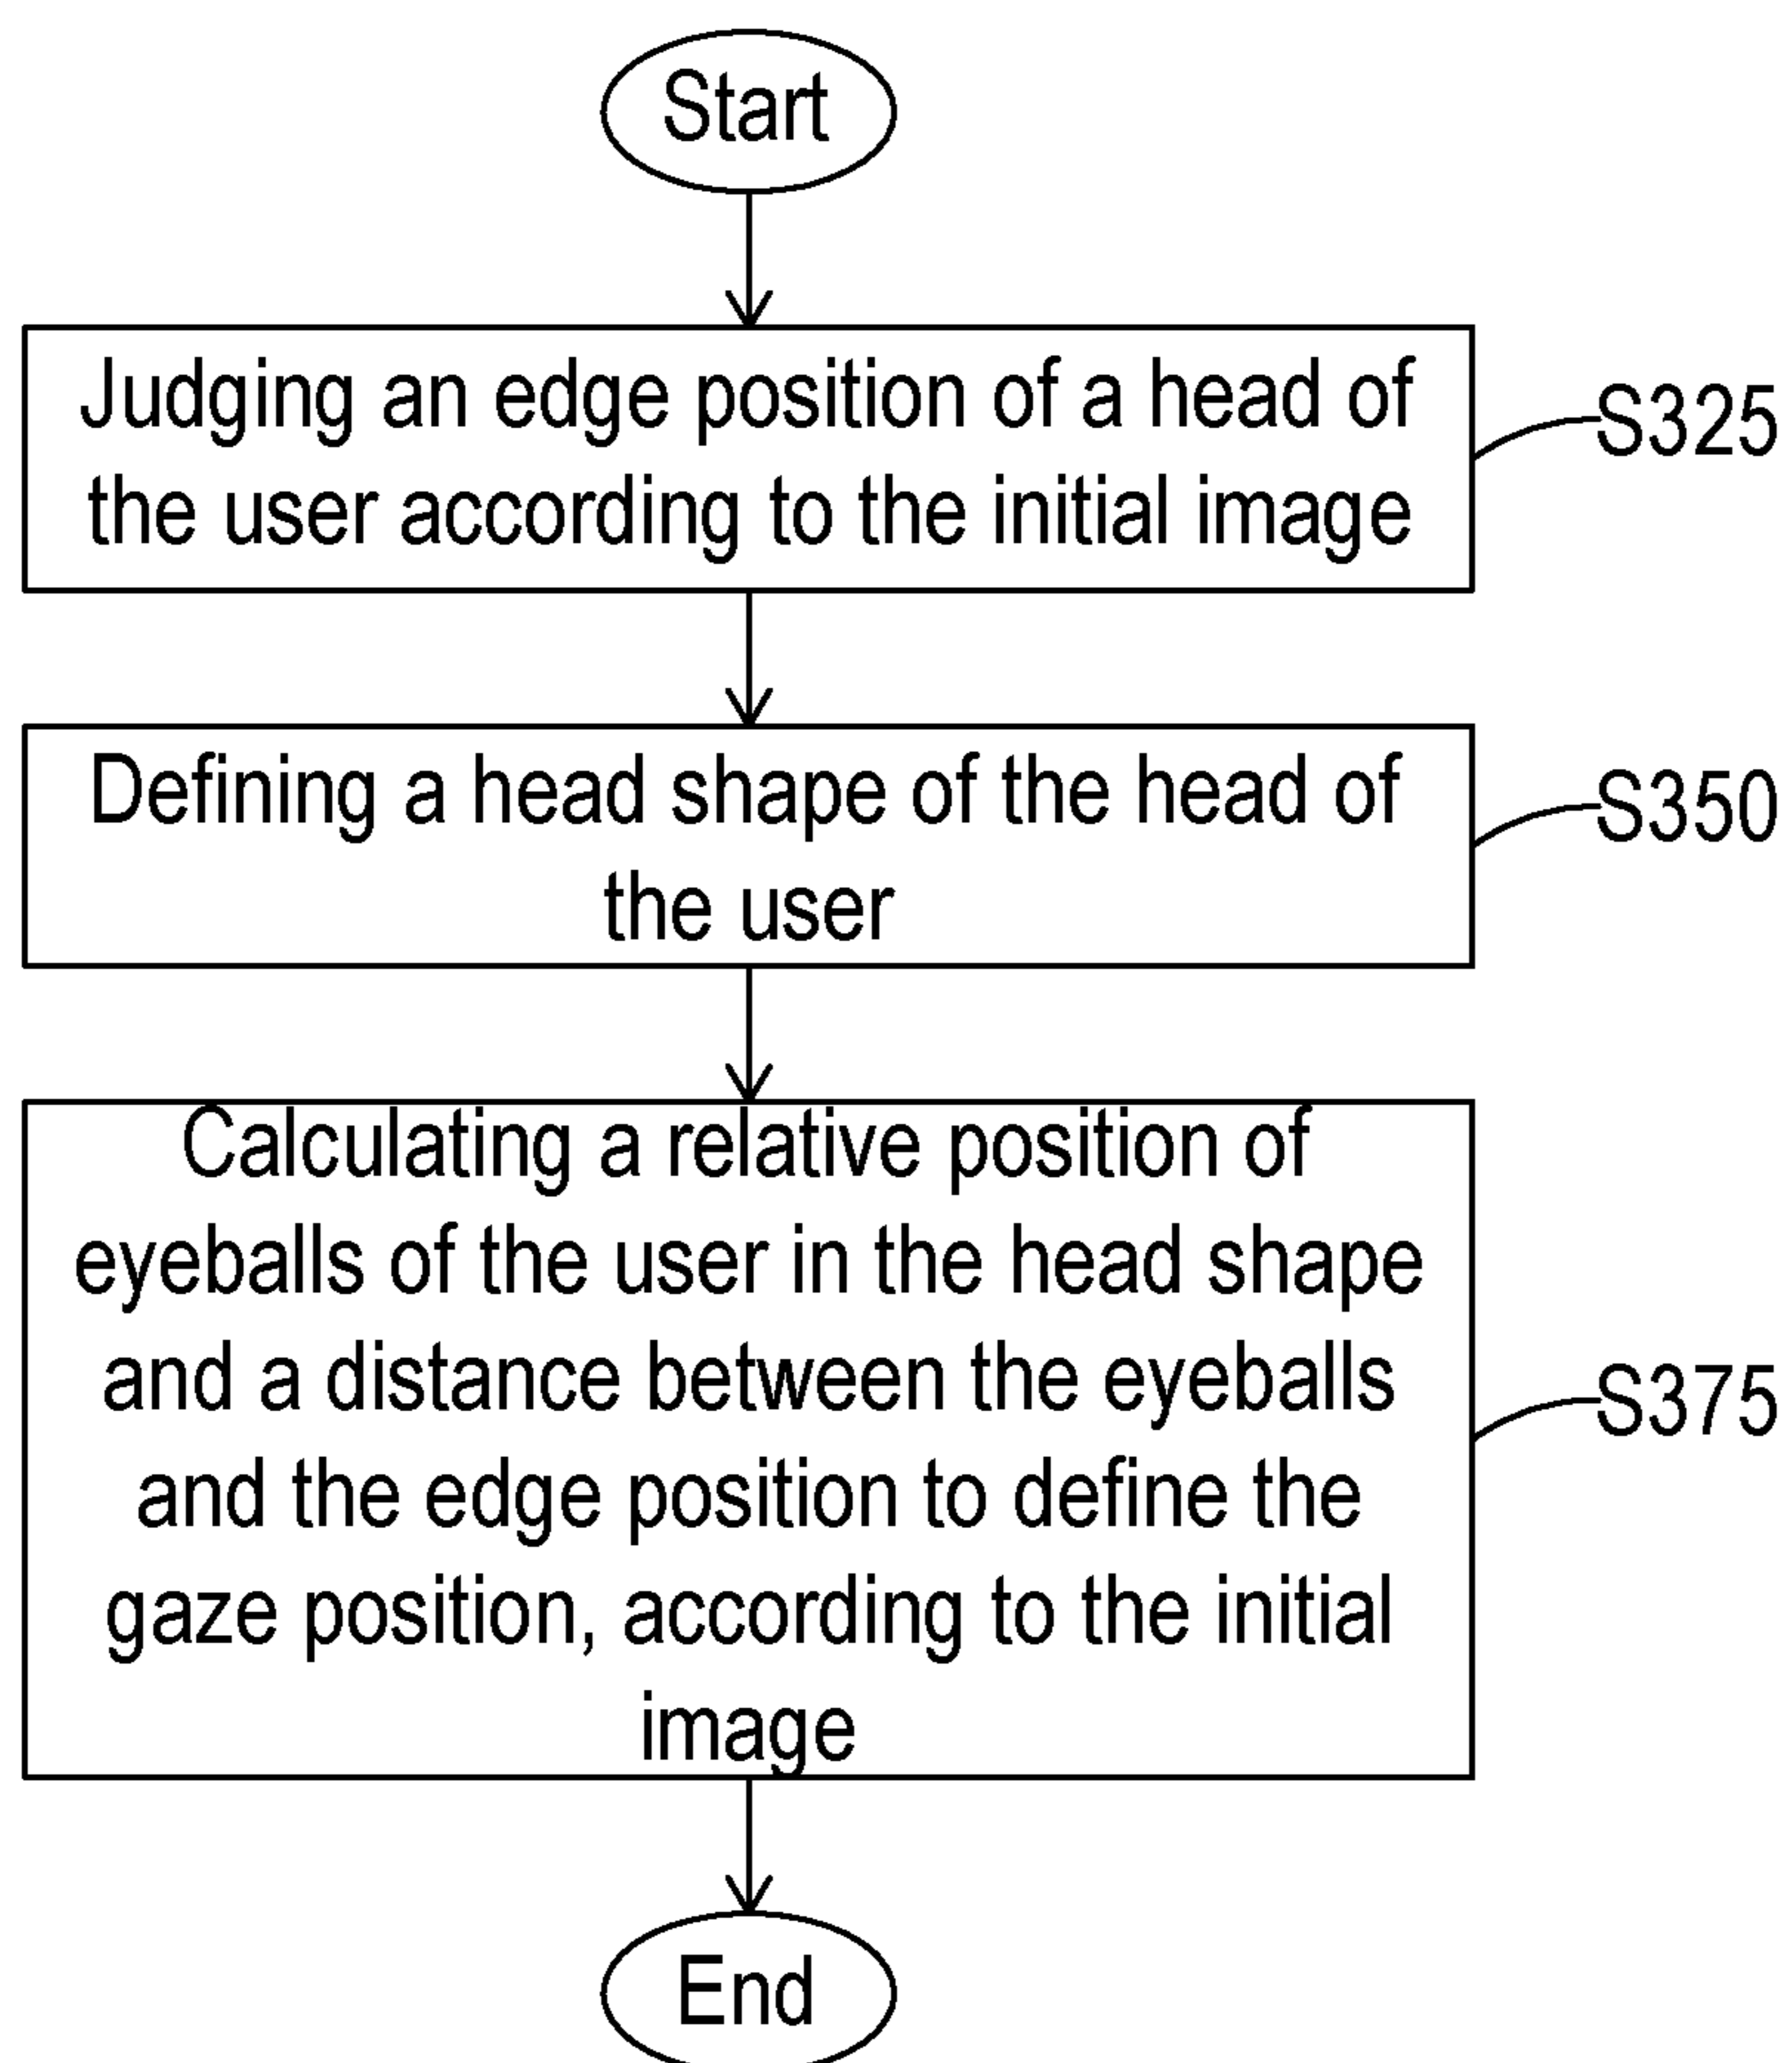 Start
Judging an edge position of a head of
the user according to the initial image
S325
Defining a head shape of the head of
the user
S350
Calculating a relative position of
eyeballs of the user in the head shape
and a distance between the eyeballs
and the edge position to define the
gaze position, according to the initial
image
S375
End